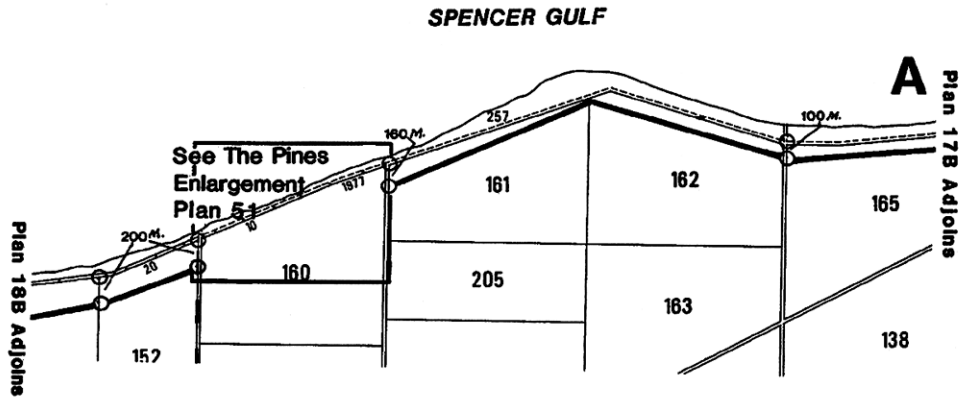 SPENCER GULF
A
Plan 17B Adjoins
100 M.
257
160 M.
See The Pines
Enlargement
Plan 51
1977
10
161
162
165
200 M.
20
160
205
163
138
152
Plan 18B Adjoins